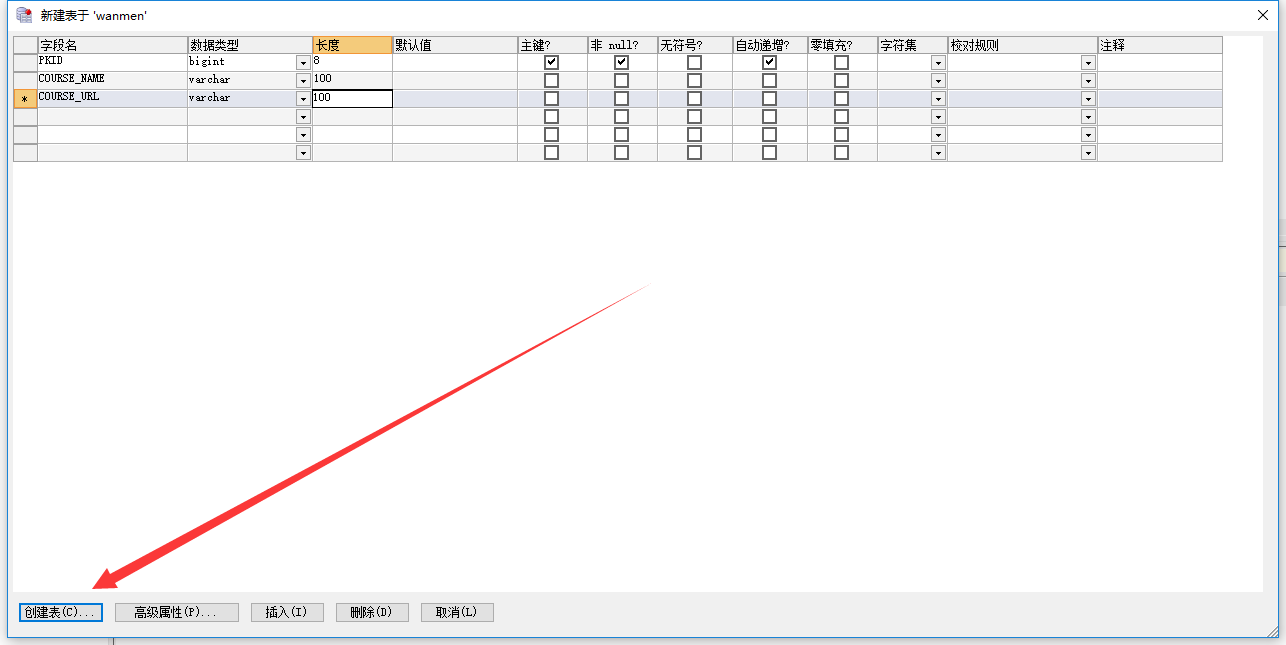 新建表于 'wanmen'
字段名 数据类型 长度 默认值 主键? 非 null? 无符号? 自动递增? 零填充? 字符集 校对规则 注释
PKID bigint 8
COURSE_NAME varchar 100
* COURSE_URL varchar 100
创建表(C)... 高级属性(P)... 插入(I) 删除(D) 取消(L)